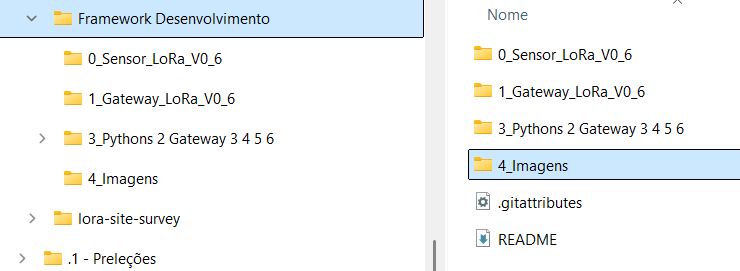 Framework Desenvolvimento
0_Sensor_LoRa_V0_6
1_Gateway_LoRa_V0_6
3_Pythons 2 Gateway 3 4 5 6
4_Imagens
lora-site-survey
.1 - Preleções
Nome
0_Sensor_LoRa_V0_6
1_Gateway_LoRa_V0_6
3_Pythons 2 Gateway 3 4 5 6
4_Imagens
.gitattributes
README